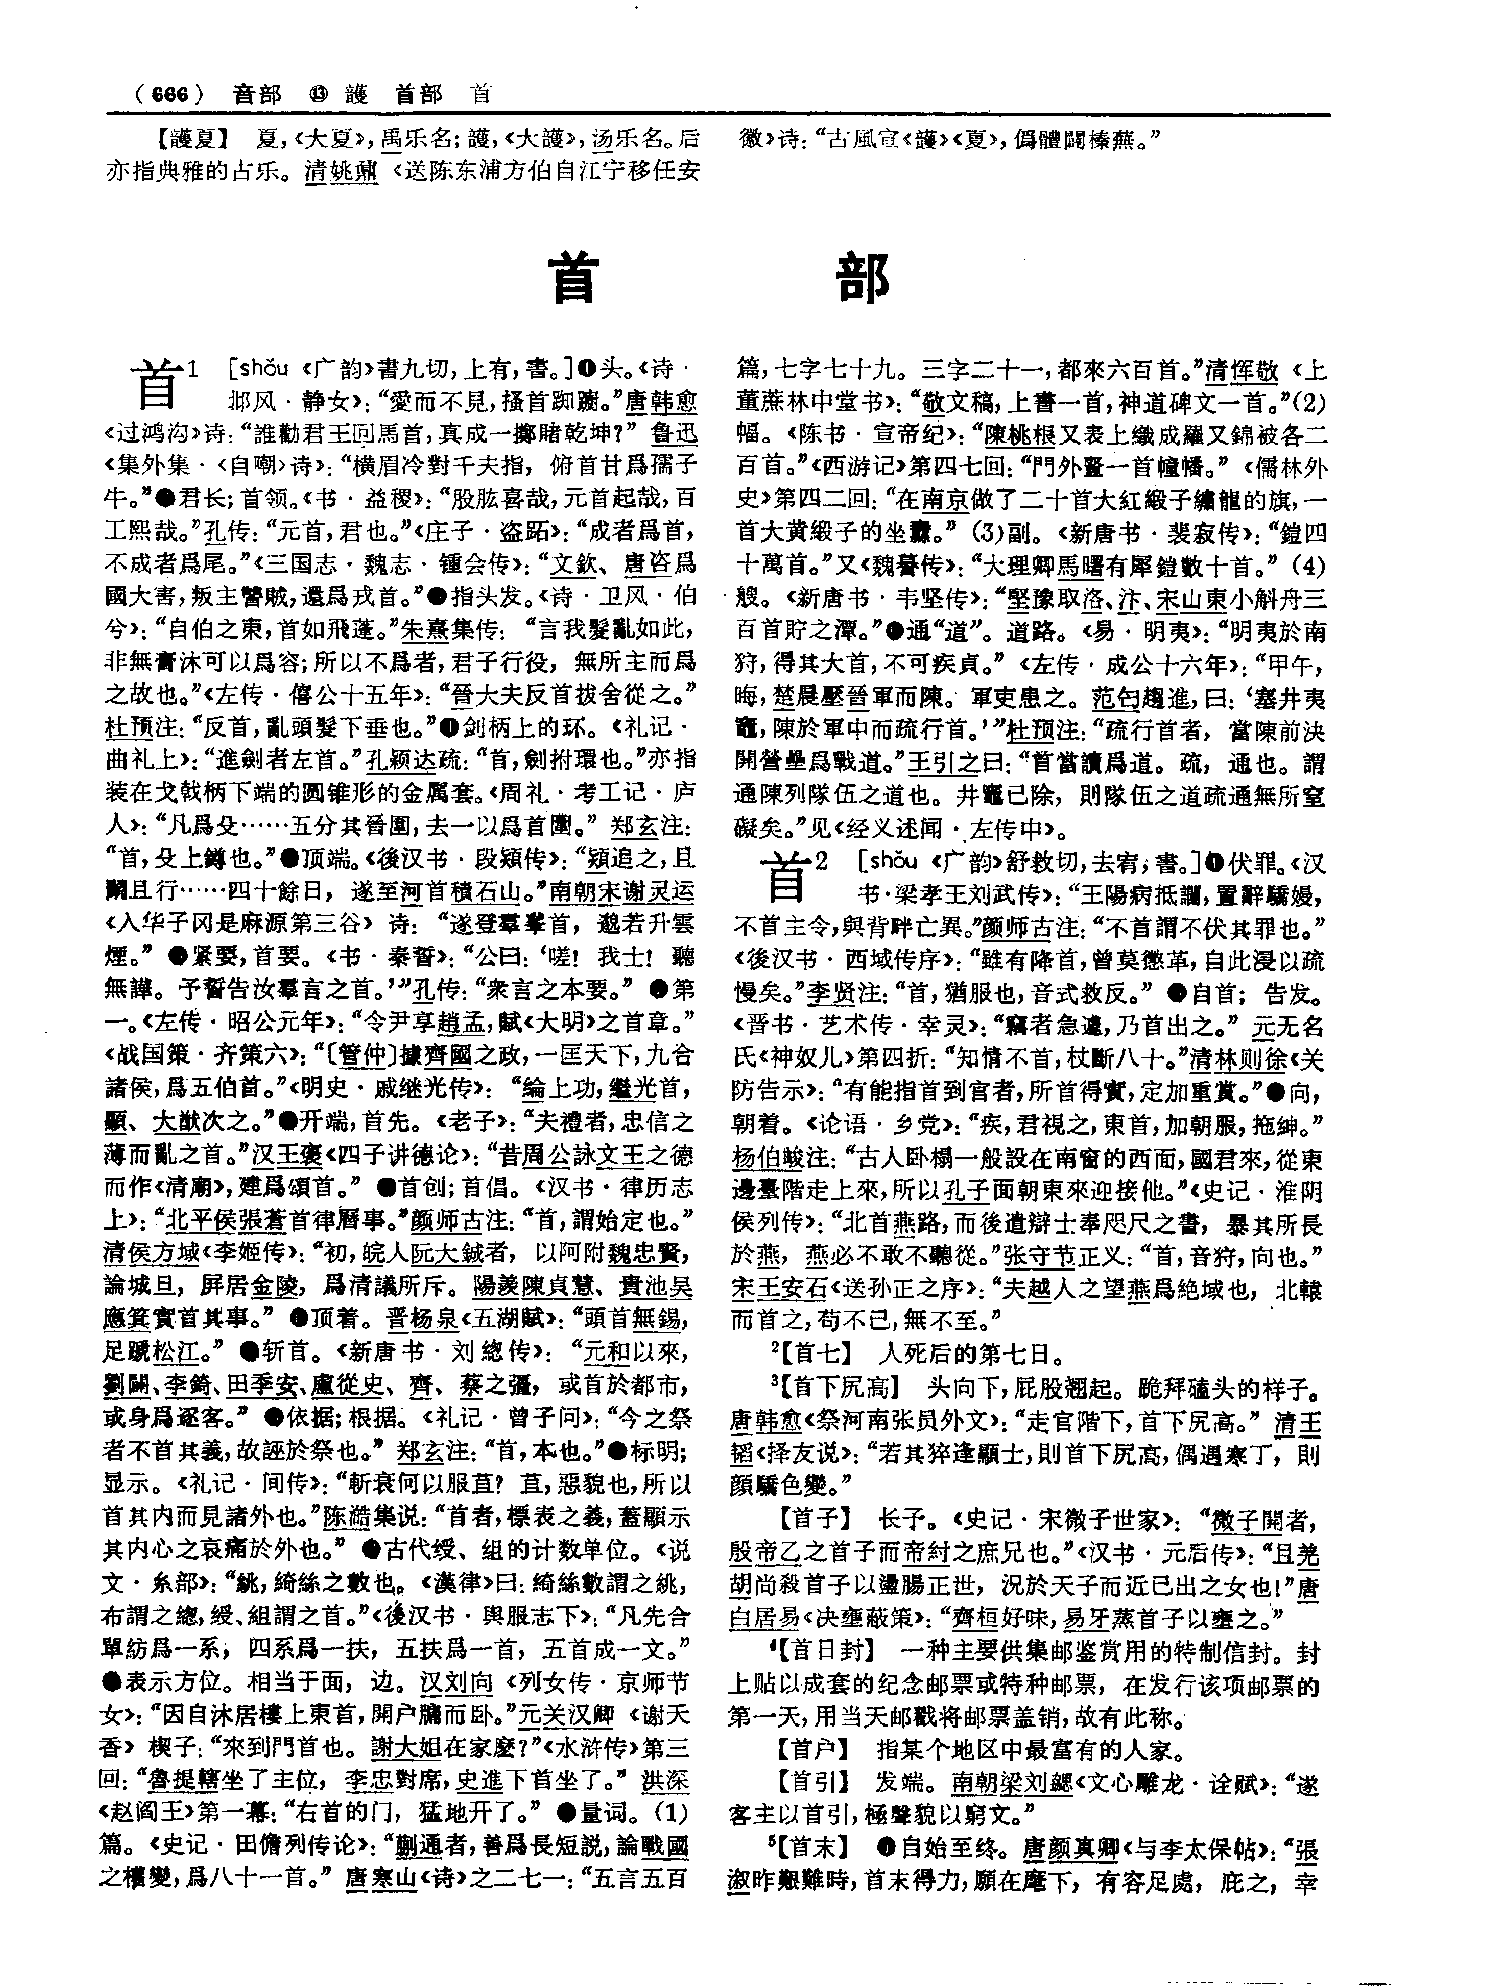 （666） 音部 ⑬ 頀 首部 首
【頀夏】 夏，《大夏》，禹乐名；頀，《大頀》，汤乐名。后
亦指典雅的古乐。清姚鼐《送陈东浦方伯自江宁移任安
徽》诗：“古風宣《頀》《夏》，僞體闢榛蕪。”
首 部
首1 ［shǒu《广韵》書九切，上有，書。］❶头。《诗·
邶风·静女》：“愛而不見，搔首踟躕。”唐韩愈
《过鸿沟》诗：“誰勸君王回馬首，真成一擲賭乾坤？”鲁迅
《集外集·〈自嘲〉诗》：“横眉冷對千夫指，俯首甘爲孺子
牛。”●君长；首领。《书·益稷》：“股肱喜哉，元首起哉，百
工熙哉。”孔传：“元首，君也。”《庄子·盗跖》：“成者爲首，
不成者爲尾。”《三国志·魏志·锺会传》：“文欽、唐咨爲
國大害，叛主讐賊，還爲戎首。”●指头发。《诗·卫风·伯
兮》：“自伯之東，首如飛蓬。”朱熹集传：“言我髮亂如此，
非無膏沐可以爲容；所以不爲者，君子行役，無所主而爲
之故也。”《左传·僖公十五年》：“晉大夫反首拔舍從之。”
杜预注：“反首，亂頭髮下垂也。”●剑柄上的环。《礼记·
曲礼上》：“進劍者左首。”孔颖达疏：“首，劍拊環也。”亦指
装在戈戟柄下端的圆锥形的金属套。《周礼·考工记·庐
人》：“凡爲殳……五分其晉圍，去一以爲首圍。”郑玄注：
“首，殳上鐏也。”●顶端。《後汉书·段熲传》：“熲追之，且
鬭且行……四十餘日，遂至河首積石山。”南朝宋谢灵运
《入华子冈是麻源第三谷》诗：“遂登羣峯首，邈若升雲
煙。”●紧要，首要。《书·秦誓》：“公曰：‘嗟！我士！聽
無譁。予誓告汝羣言之首。’”孔传：“衆言之本要。”●第
一。《左传·昭公元年》：“令尹享趙孟，賦《大明》之首章。”
《战国策·齐策六》：“〔管仲〕據齊國之政，一匡天下，九合
諸侯，爲五伯首。”《明史·戚继光传》：“綸上功，繼光首，
顯、大猷次之。”●开端，首先。《老子》：“夫禮者，忠信之
薄而亂之首。”汉王褒《四子讲德论》：“昔周公詠文王之德
而作《清廟》，建爲頌首。”●首创；首倡。《汉书·律历志
上》：“北平侯張蒼首律曆事。”颜师古注：“首，謂始定也。”
清侯方域《李姬传》：“初，皖人阮大鋮者，以阿附魏忠賢，
論城旦，屏居金陵，爲清議所斥。陽羨陳貞慧、貴池吴
應箕實首其事。”●顶着。晋杨泉《五湖賦》：“頭首無錫，
足蹏松江。”●斩首。《新唐书·刘總传》：“元和以來，
劉闢、李錡、田季安、盧從史、齊、蔡之彊，或首於都市，
或身爲逐客。”●依据；根据。《礼记·曾子问》：“今之祭
者不首其義，故誣於祭也。”郑玄注：“首，本也。”●标明；
显示。《礼记·间传》：“斬衰何以服苴？苴，惡貌也，所以
首其内而見諸外也。”陈澔集说：“首者，標表之義，蓋顯示
其内心之哀痛於外也。”●古代绶、组的计数单位。《说
文·糸部》：“絩，綺絲之數也。《漢律》曰：綺絲數謂之絩，
布謂之總，綬、組謂之首。”《後汉书·舆服志下》：“凡先合
單紡爲一系，四系爲一扶，五扶爲一首，五首成一文。”
●表示方位。相当于面，边。汉刘向《列女传·京师节
女》：“因自沐居樓上東首，開户牖而卧。”元关汉卿《谢天
香》楔子：“來到門首也。謝大姐在家麽？”《水浒传》第三
回：“魯提轄坐了主位，李忠對席，史進下首坐了。”洪深
《赵阎王》第一幕：“右首的门，猛地开了。”●量词。(1)
篇。《史记·田儋列传论》：“蒯通者，善爲長短説，論戰國
之權變，爲八十一首。”唐寒山《诗》之二七一：“五言五百
篇，七字七十九。三字二十一，都來六百首。”清恽敬《上
董蔗林中堂书》：“敬文稿，上書一首，神道碑文一首。”(2)
幅。《陈书·宣帝纪》：“陳桃根又表上織成羅又錦被各二
百首。”《西游记》第四七回：“門外豎一首幢幡。”《儒林外
史》第四二回：“在南京做了二十首大紅緞子繡龍的旗，一
首大黄缎子的坐纛。”(3)副。《新唐书·裴寂传》：“鎧四
十萬首。”又《魏謩传》：“大理卿馬曙有犀鎧數十首。”(4)
艘。《新唐书·韦坚传》：“堅豫取洛、汴、宋山東小斛舟三
百首貯之潭。”●通“道”。道路。《易·明夷》：“明夷於南
狩，得其大首，不可疾貞。”《左传·成公十六年》：“甲午，
晦，楚晨壓晉軍而陳。軍吏患之。范匄趨進，曰：‘塞井夷
竈，陳於軍中而疏行首。’”杜预注：“疏行首者，當陳前決
開營壘爲戰道。”王引之曰：“首當讀爲道。疏，通也。謂
通陳列隊伍之道也。井竈已除，則隊伍之道疏通無所窒
礙矣。”见《经义述闻·左传中》。
首2 ［shǒu《广韵》舒救切，去宥，書。］❶伏罪。《汉
书·梁孝王刘武传》：“王陽病抵讕，置辭驕嫚，
不首主令，與背畔亡異。”颜师古注：“不首謂不伏其罪也。”
《後汉书·西域传序》：“雖有降首，曾莫懲革，自此浸以疏
慢矣。”李贤注：“首，猶服也，音式救反。”●自首；告发。
《晋书·艺术传·幸灵》：“竊者急遽，乃首出之。”元无名
氏《神奴儿》第四折：“知情不首，杖斷八十。”清林则徐《关
防告示》：“有能指首到官者，所首得實，定加重賞。”●向，
朝着。《论语·乡党》：“疾，君視之，東首，加朝服，拖紳。”
杨伯峻注：“古人卧榻一般設在南窗的西面，國君來，從東
邊臺階走上來，所以孔子面朝東來迎接他。”《史记·淮阴
侯列传》：“北首燕路，而後遣辯士奉咫尺之書，暴其所長
於燕，燕必不敢不聽從。”张守节正义：“首，音狩，向也。”
宋王安石《送孙正之序》：“夫越人之望燕爲絶域也，北轅
而首之，苟不已，無不至。”
2【首七】 人死后的第七日。
3【首下尻高】 头向下，屁股翘起。跪拜磕头的样子。
唐韩愈《祭河南张员外文》：“走官階下，首下尻高。”清王
韬《择友说》：“若其猝逢顯士，則首下尻高，偶遇寒丁，則
顔驕色變。”
【首子】 长子。《史记·宋微子世家》：“微子開者，
殷帝乙之首子而帝紂之庶兄也。”《汉书·元后传》：“且羌
胡尚殺首子以盪腸正世，況於天子而近已出之女也！”唐
白居易《决壅蔽策》：“齊桓好味，易牙蒸首子以壅之。”
4【首日封】 一种主要供集邮鉴赏用的特制信封。封
上贴以成套的纪念邮票或特种邮票，在发行该项邮票的
第一天，用当天邮戳将邮票盖销，故有此称。
【首户】 指某个地区中最富有的人家。
【首引】 发端。南朝梁刘勰《文心雕龙·诠赋》：“遂
客主以首引，極聲貌以窮文。”
5【首末】 ❶自始至终。唐颜真卿《与李太保帖》：“張
淑昨艱難時，首末得力，願在麾下，有容足處，庇之，幸